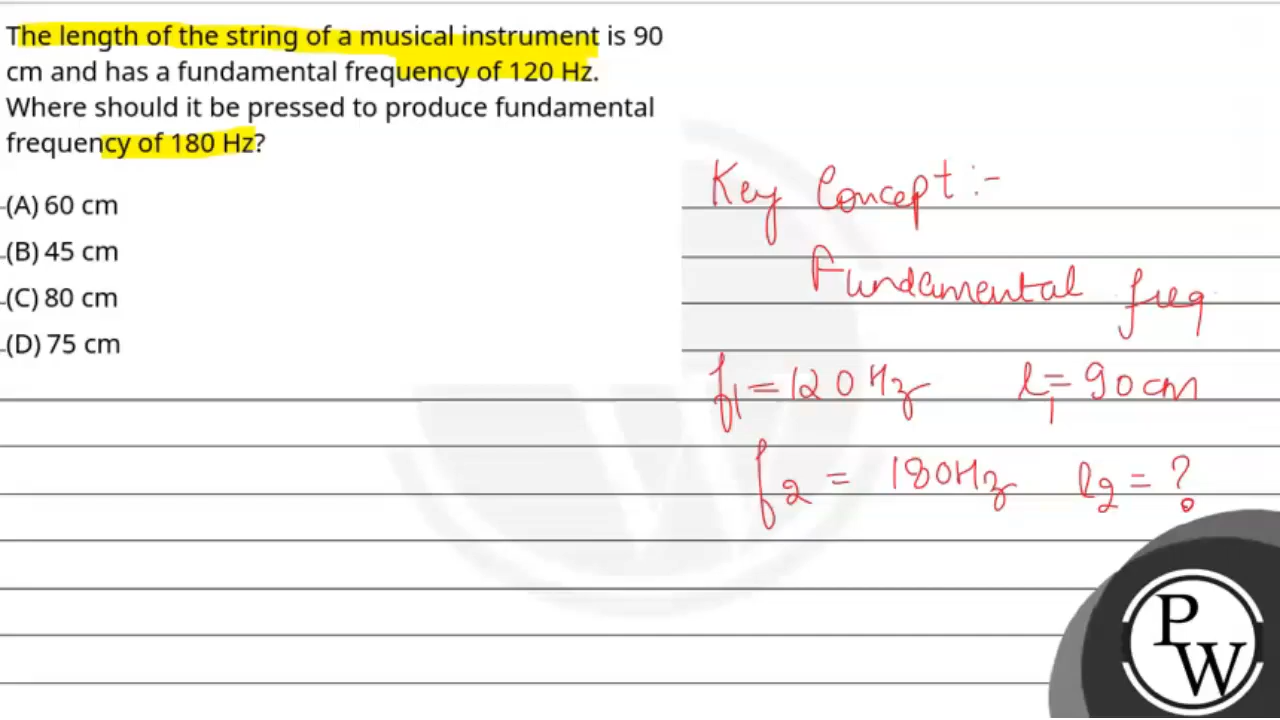 The length of the string of a musical instrument is 90
cm and has a fundamental frequency of 120 Hz.
Where should it be pressed to produce fundamental
frequency of 180 Hz?
(A) 60 cm
(B) 45 cm
(C) 80 cm
(D) 75 cm
Key Concept :-
Fundamental freq
f1 = 120 Hz l1 = 90 cm
f2 = 180 Hz l2 = ?
PW